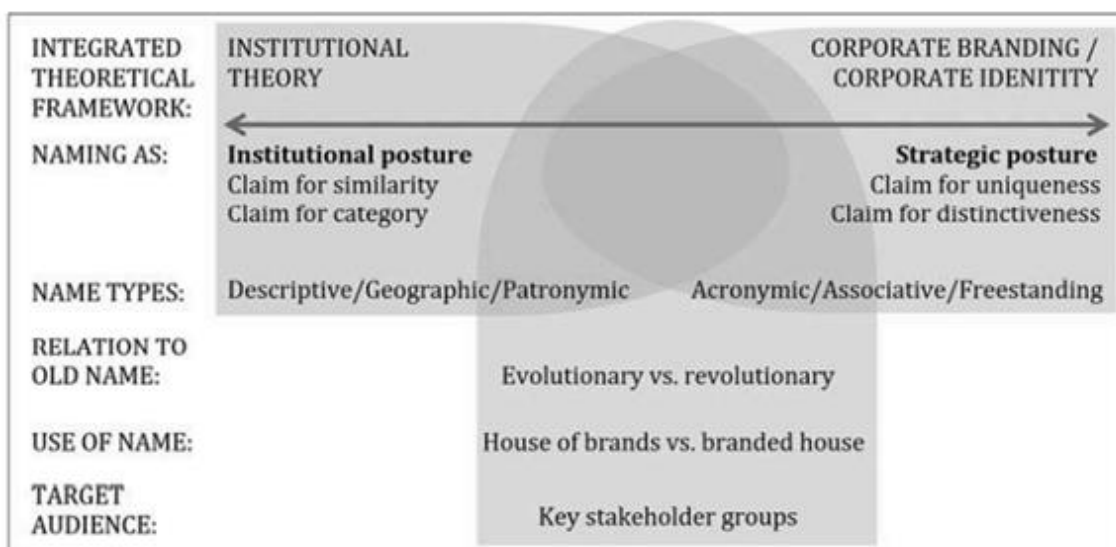 INTEGRATED
THEORETICAL
FRAMEWORK:
INSTITUTIONAL
THEORY
CORPORATE BRANDING /
CORPORATE IDENITITY
NAMING AS:
Institutional posture
Claim for similarity
Claim for category
Strategic posture
Claim for uniqueness
Claim for distinctiveness
NAME TYPES:
Descriptive/Geographic/Patronymic
Acronymic/Associative/Freestanding
RELATION TO
OLD NAME:
Evolutionary vs. revolutionary
USE OF NAME:
House of brands vs. branded house
TARGET
AUDIENCE:
Key stakeholder groups